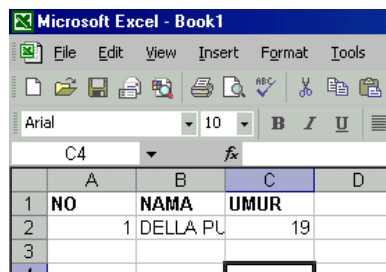 Microsoft Excel - Book1
File Edit View Insert Format Tools
ABC
Arial 10 B I U
C4 fx
A B C D
1 NO NAMA UMUR
2 1 DELLA PU 19
3